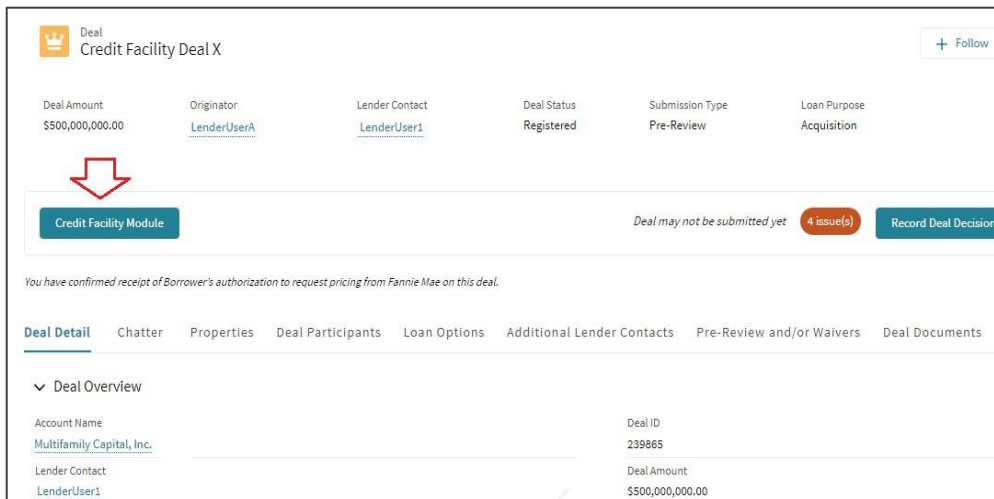 Deal
Credit Facility Deal X
+ Follow
Deal Amount Originator Lender Contact Deal Status Submission Type Loan Purpose
$500,000,000.00 LenderUserA LenderUser1 Registered Pre-Review Acquisition
Credit Facility Module Deal may not be submitted yet 4 issue(s) Record Deal Decision
You have confirmed receipt of Borrower's authorization to request pricing from Fannie Mae on this deal.
Deal Detail Chatter Properties Deal Participants Loan Options Additional Lender Contacts Pre-Review and/or Waivers Deal Documents
Deal Overview
Account Name Deal ID
Multifamily Capital, Inc. 239865
Lender Contact Deal Amount
LenderUser1 $500,000,000.00